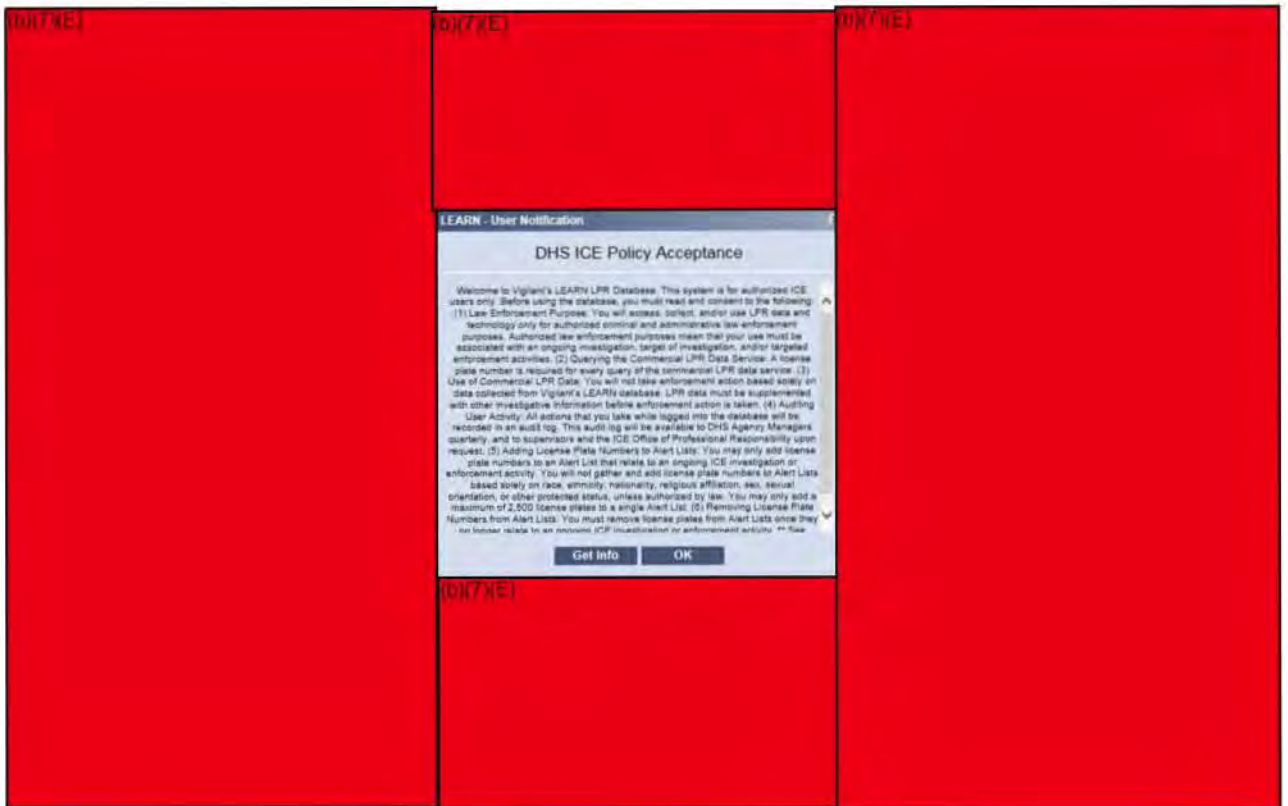 (b)(7)(E)
(b)(7)(E)
(b)(7)(E)
LEARN - User Notification
DHS ICE Policy Acceptance
Welcome to Vigilant's LEARN LPR Database. This system is for authorized ICE
users only. Before using the database, you must read and consent to the following:
(1) Law Enforcement Purpose. You will access, collect, and/or use LPR data and
technology only for authorized criminal and administrative law enforcement
purposes. Authorized law enforcement purposes mean that your use must be
associated with an ongoing investigation, target of investigation, and/or targeted
enforcement activities. (2) Querying the Commercial LPR Data Service: A license
plate number is required for every query of the commercial LPR data service. (3)
Use of Commercial LPR Data: You will not take enforcement action based solely on
data collected from Vigilant's LEARN database. LPR data must be supplemented
with other investigative information before enforcement action is taken. (4) Auditing
User Activity: All actions that you take while logged into the database will be
recorded in an audit log. This audit log will be available to DHS Agency Managers
quarterly, and to supervisors and the ICE Office of Professional Responsibility upon
request. (5) Adding License Plate Numbers to Alert Lists: You may only add license
plate numbers to an Alert List that relate to an ongoing ICE investigation or
enforcement activity. You will not gather and add license plate numbers to Alert Lists
based solely on race, ethnicity, nationality, religious affiliation, sex, sexual
orientation, or other protected status, unless authorized by law. You may only add a
maximum of 2,500 license plates to a single Alert List. (6) Removing License Plate
Numbers from Alert Lists: You must remove license plates from Alert Lists once they
no longer relate to an ongoing ICE investigation or enforcement activity. ** See
Get Info
OK
(b)(7)(E)